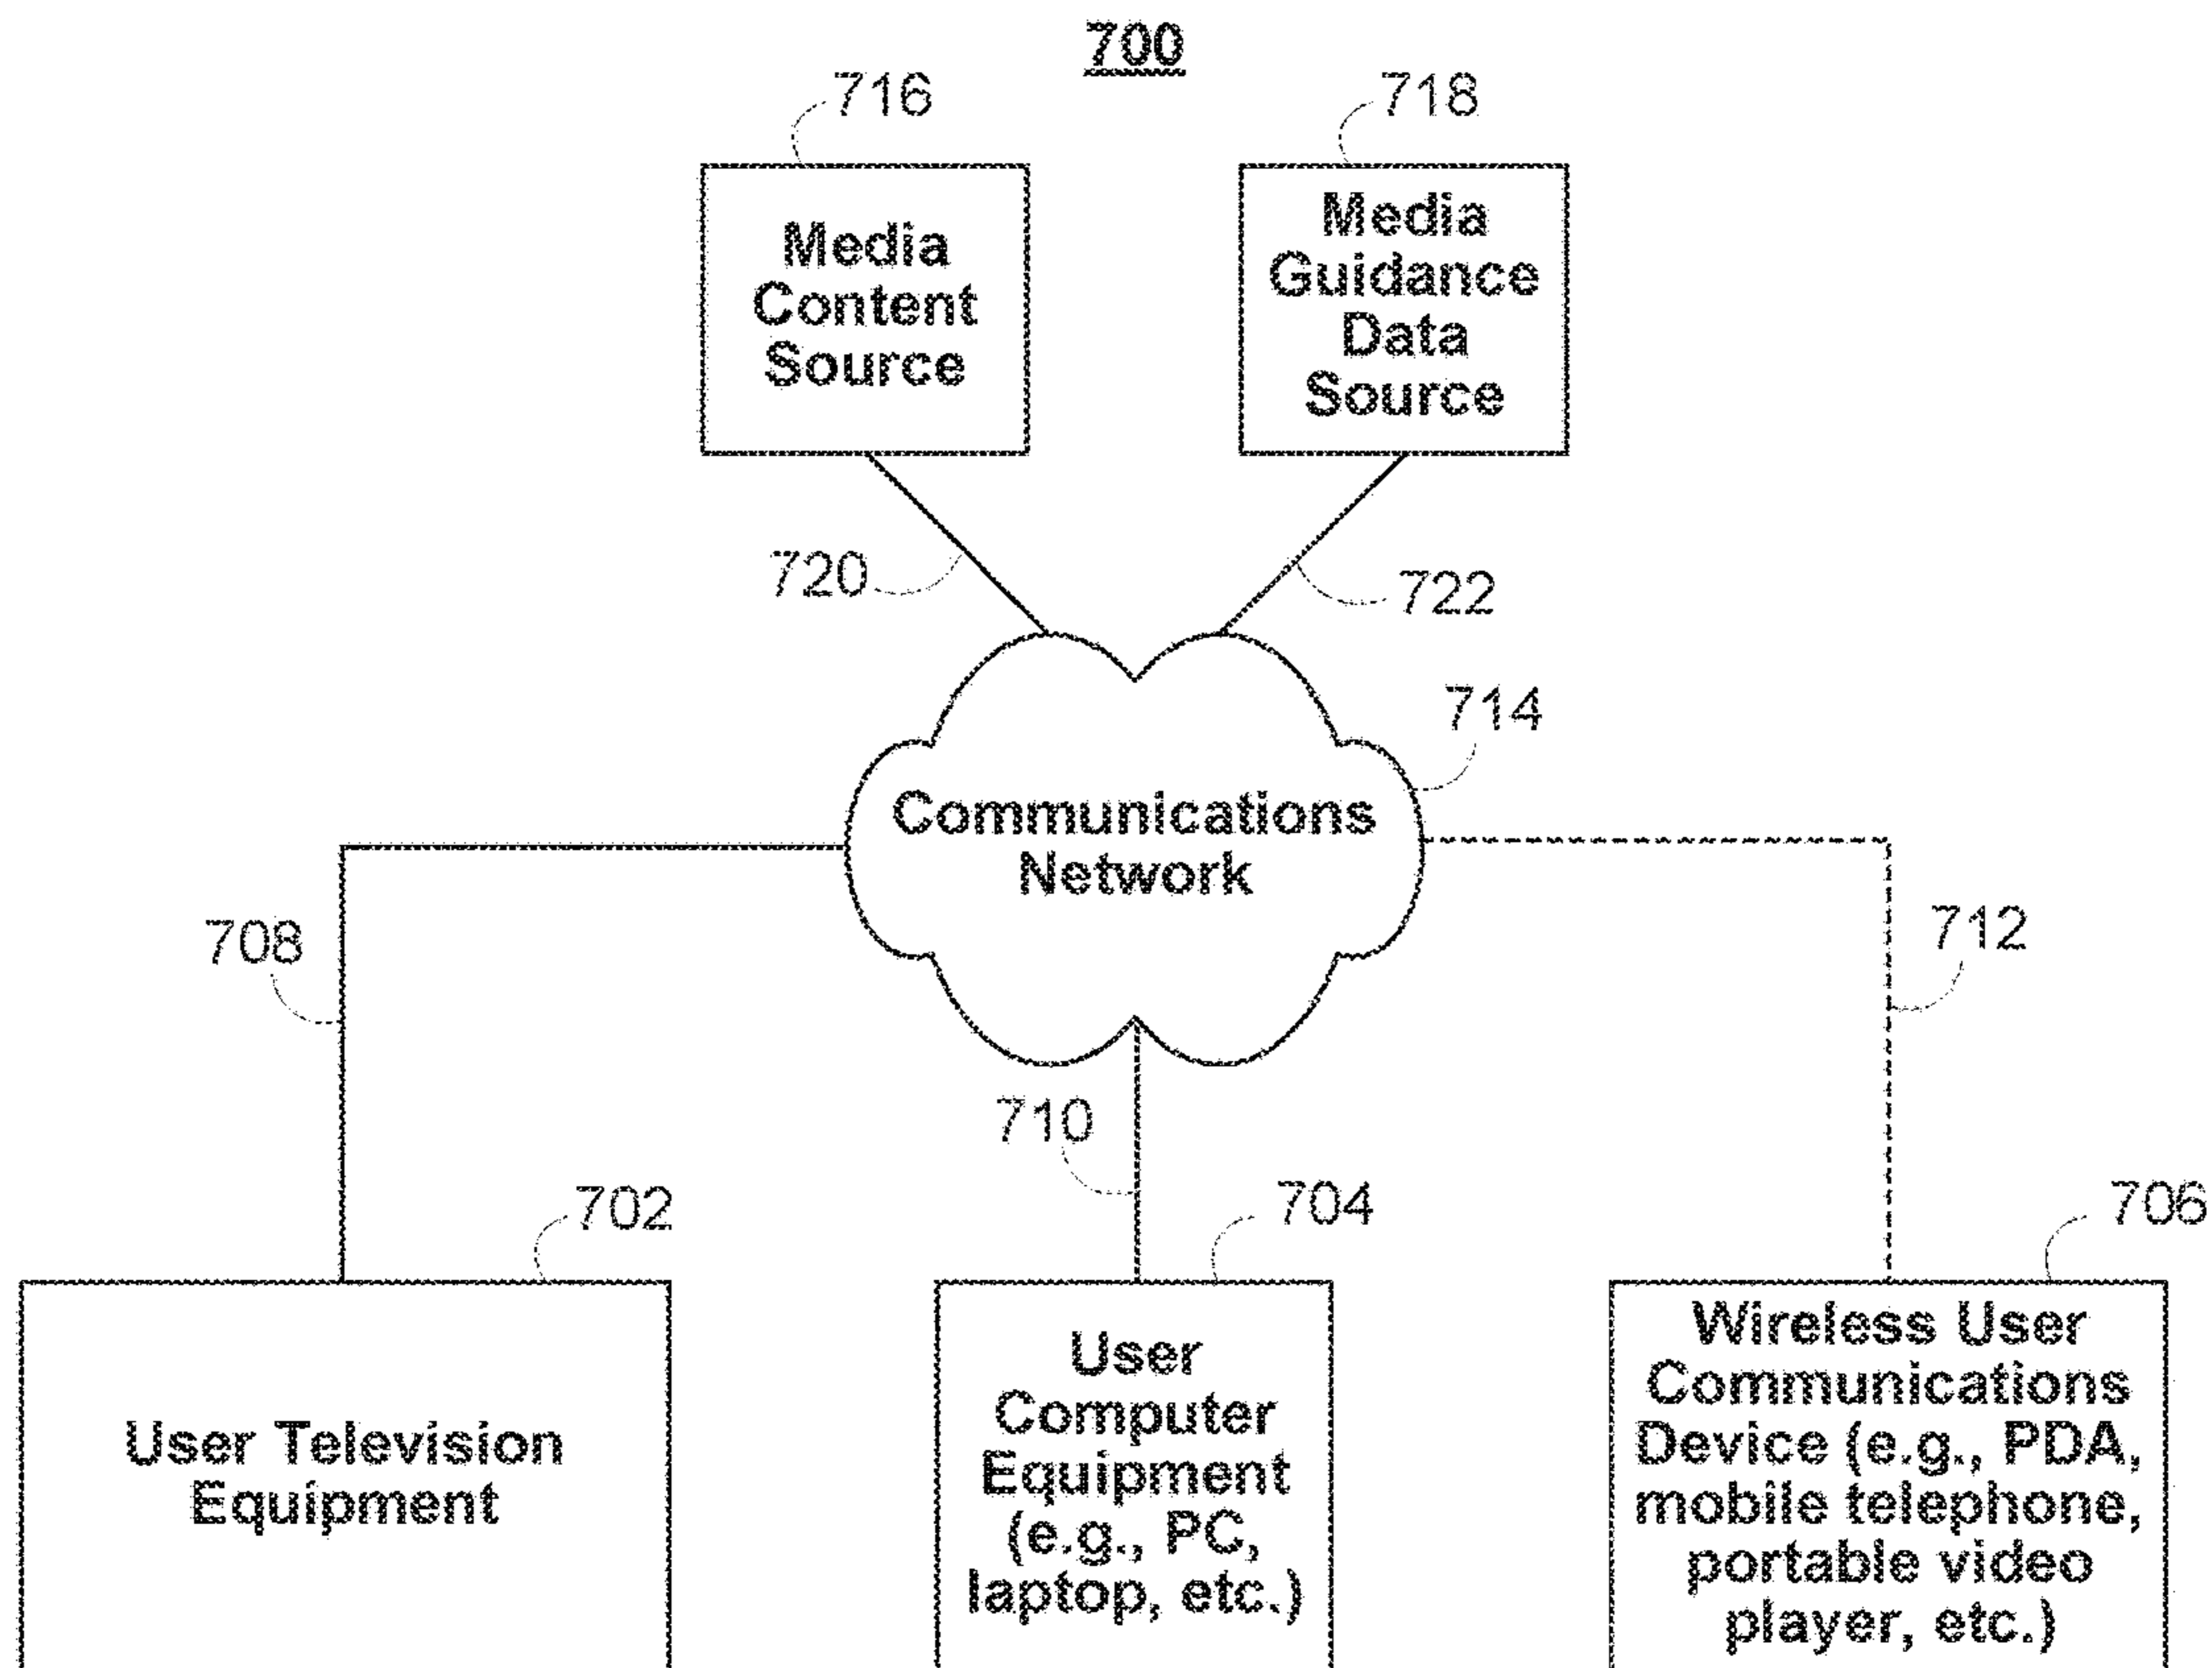 700
716
718
Media
Content
Source
Media
Guidance
Data
Source
720
722
714
Communications
Network
708
712
710
702
704
706
User Television
Equipment
User
Computer
Equipment
(e.g., PC,
laptop, etc.)
Wireless User
Communications
Device (e.g., PDA,
mobile telephone,
portable video
player, etc.)